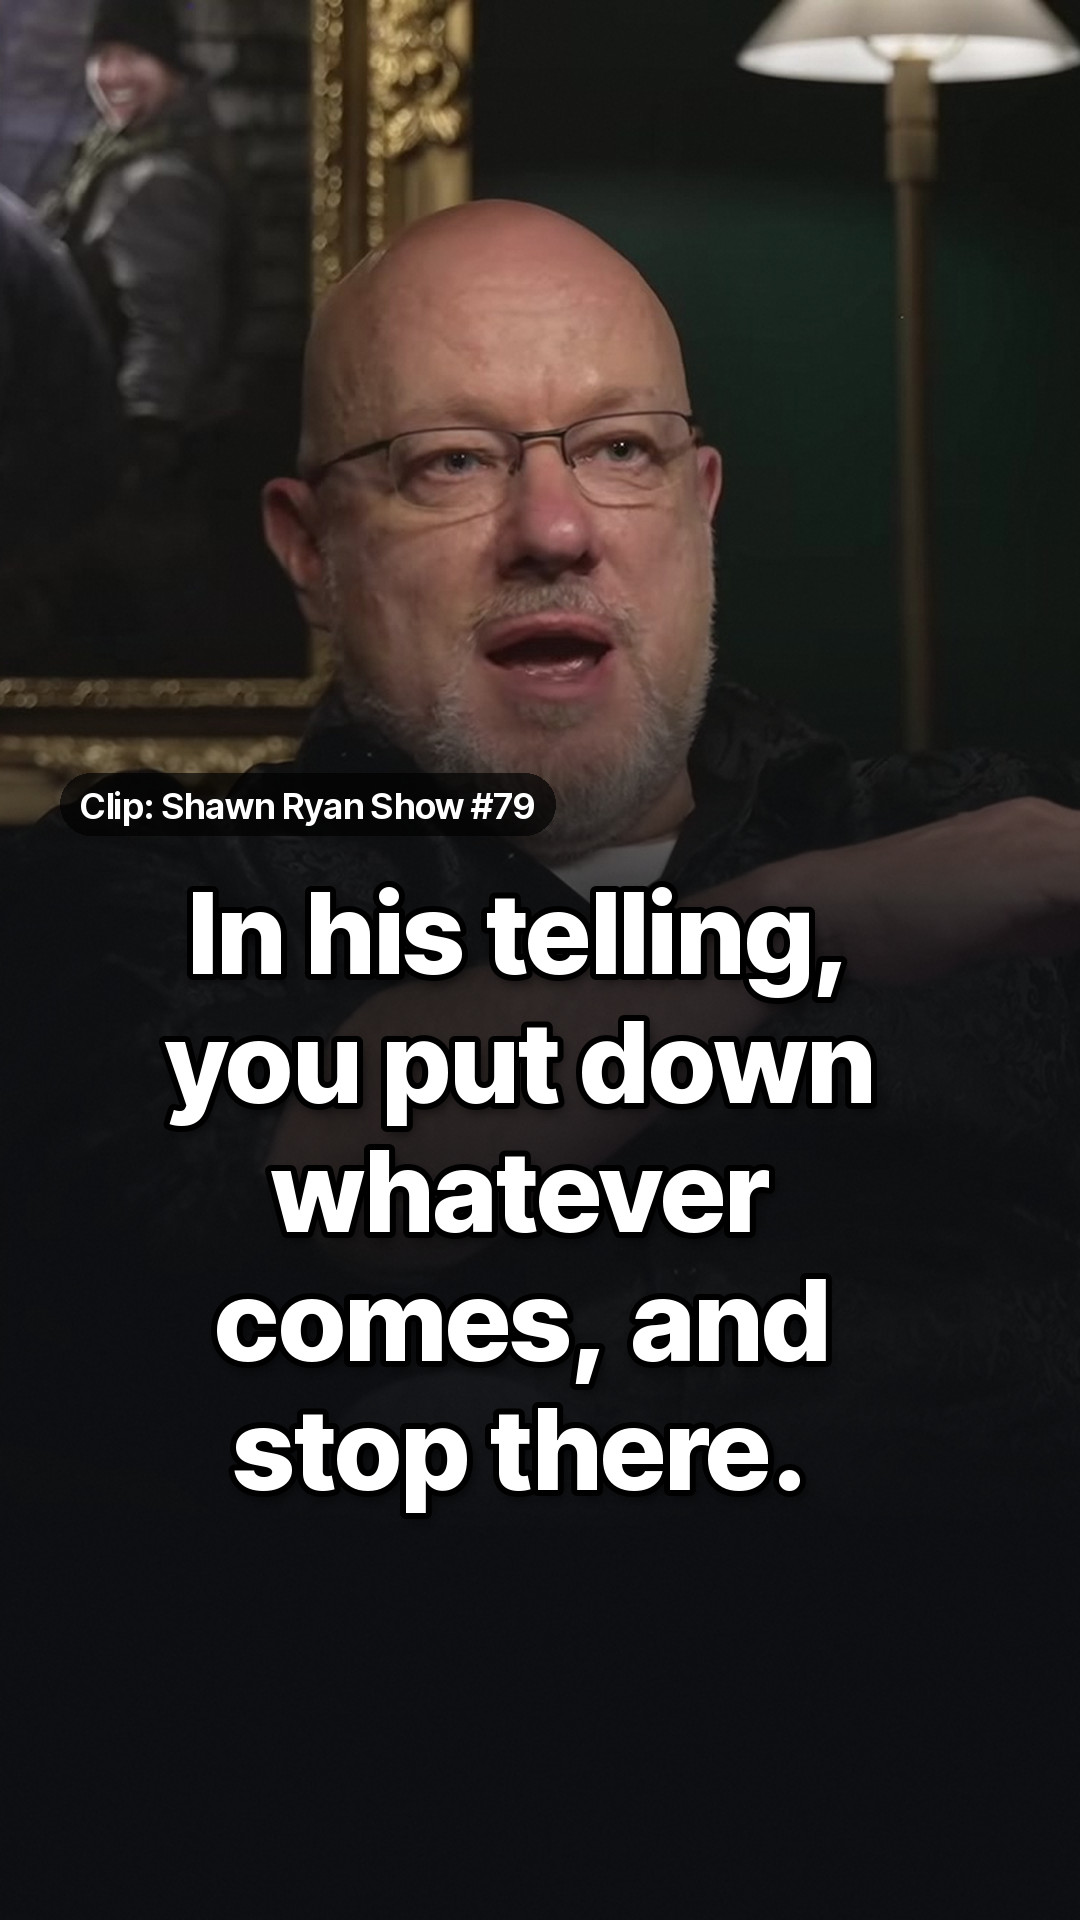 Clip: Shawn Ryan Show #79
In his telling,
you put down
whatever
comes, and
stop there.